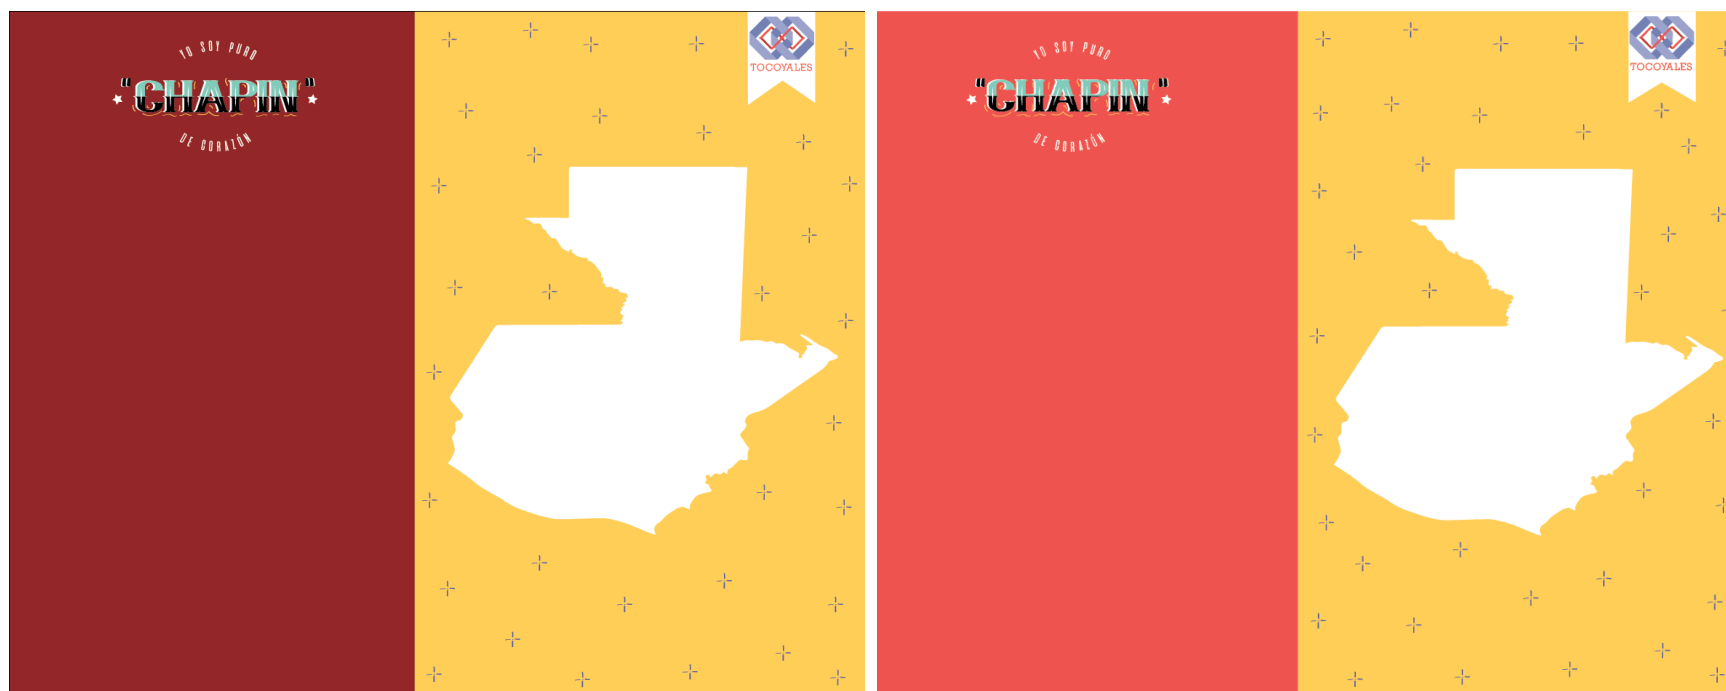 YO SOY PURO
"CHAPIN"
DE CORAZÓN
TOCOYALES
YO SOY PURO
"CHAPIN"
DE CORAZÓN
TOCOYALES